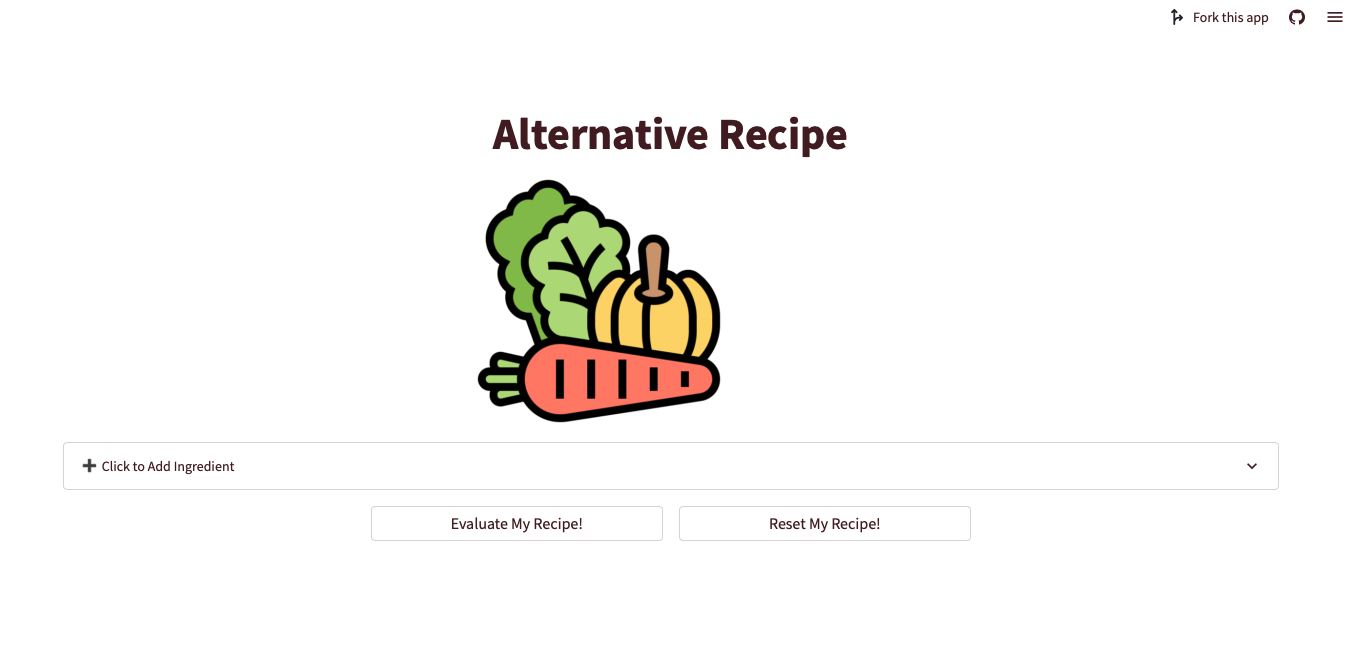 Fork this app
Alternative Recipe
➕ Click to Add Ingredient
Evaluate My Recipe!
Reset My Recipe!